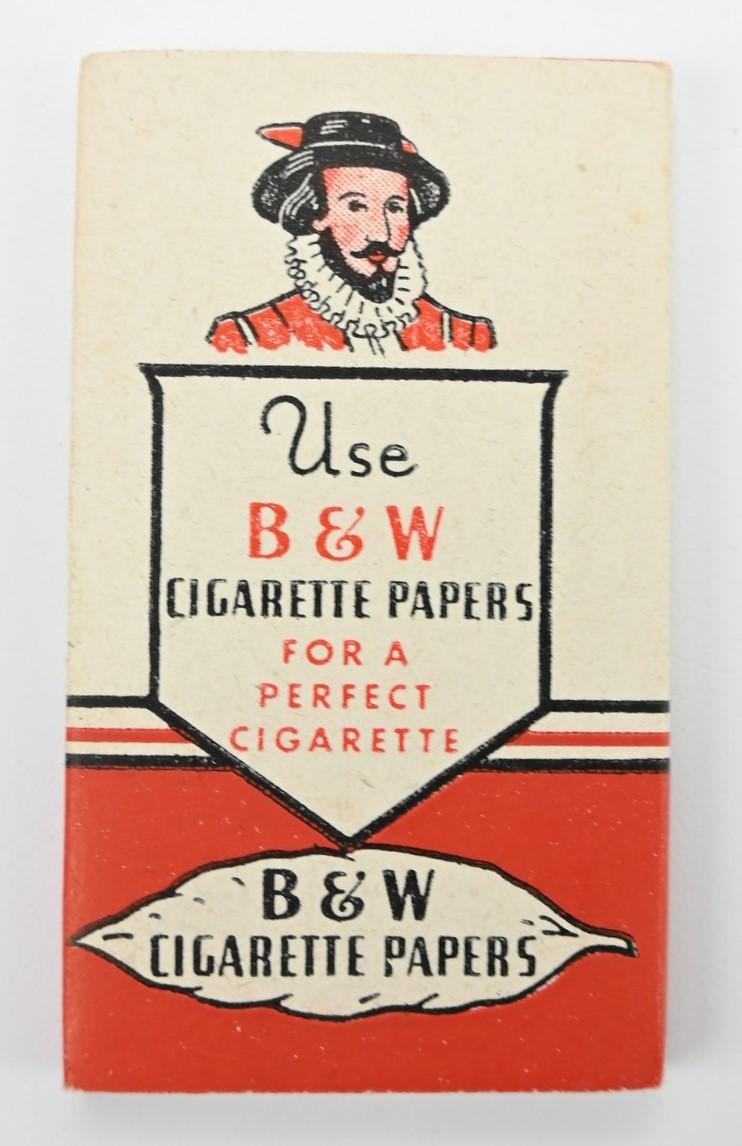 Use
B & W
CIGARETTE PAPERS
FOR A
PERFECT
CIGARETTE
B & W
CIGARETTE PAPERS